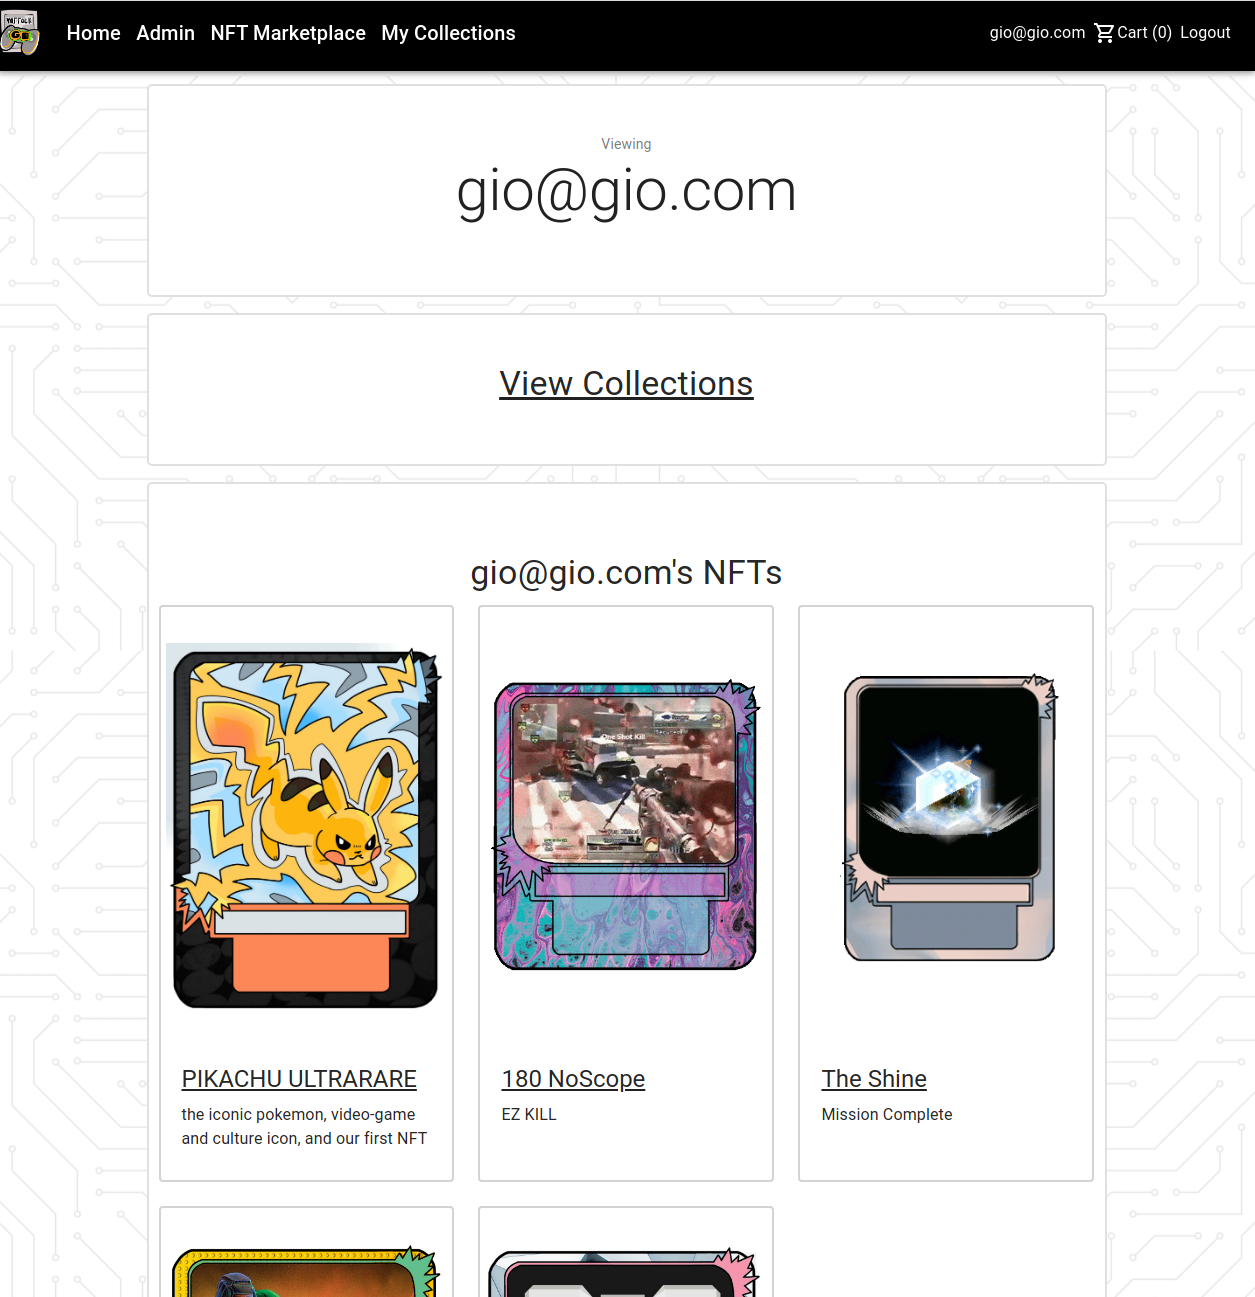 Home Admin NFT Marketplace My Collections gio@gio.com Cart (0) Logout
Viewing
gio@gio.com
View Collections
gio@gio.com's NFTs
One Shot Kill
PIKACHU ULTRARARE
the iconic pokemon, video-game
and culture icon, and our first NFT
180 NoScope
EZ KILL
The Shine
Mission Complete